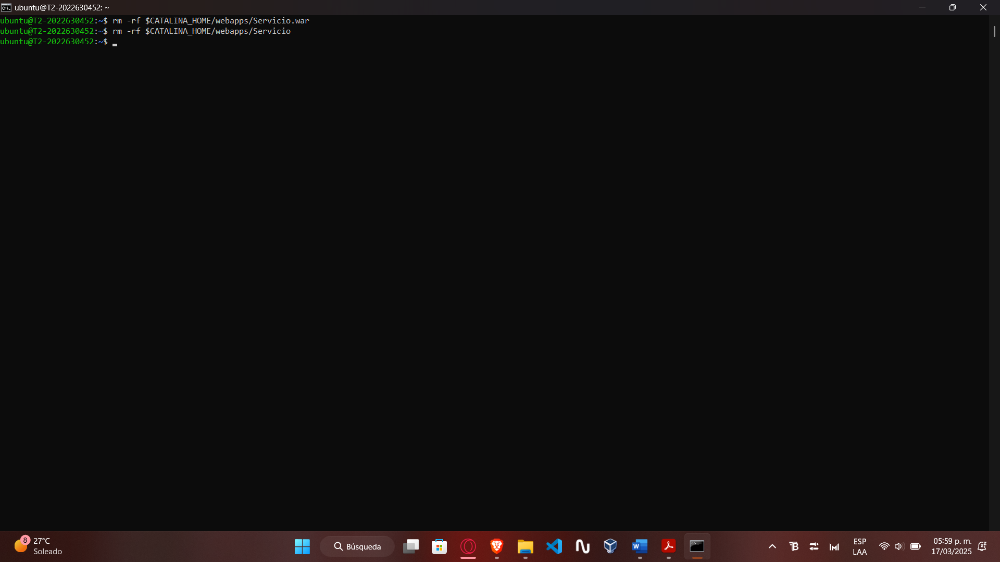 ubuntu@T2-2022630452: ~
ubuntu@T2-2022630452:~$ rm -rf $CATALINA_HOME/webapps/Servicio.war
ubuntu@T2-2022630452:~$ rm -rf $CATALINA_HOME/webapps/Servicio
ubuntu@T2-2022630452:~$
8
27°C
Soleado
Búsqueda
ESP
LAA
05:59 p. m.
17/03/2025